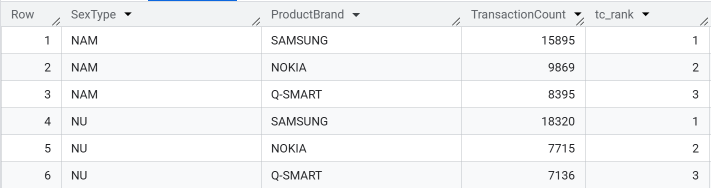 Row SexType ProductBrand TransactionCount tc_rank
1 NAM SAMSUNG 15895 1
2 NAM NOKIA 9869 2
3 NAM Q-SMART 8395 3
4 NU SAMSUNG 18320 1
5 NU NOKIA 7715 2
6 NU Q-SMART 7136 3